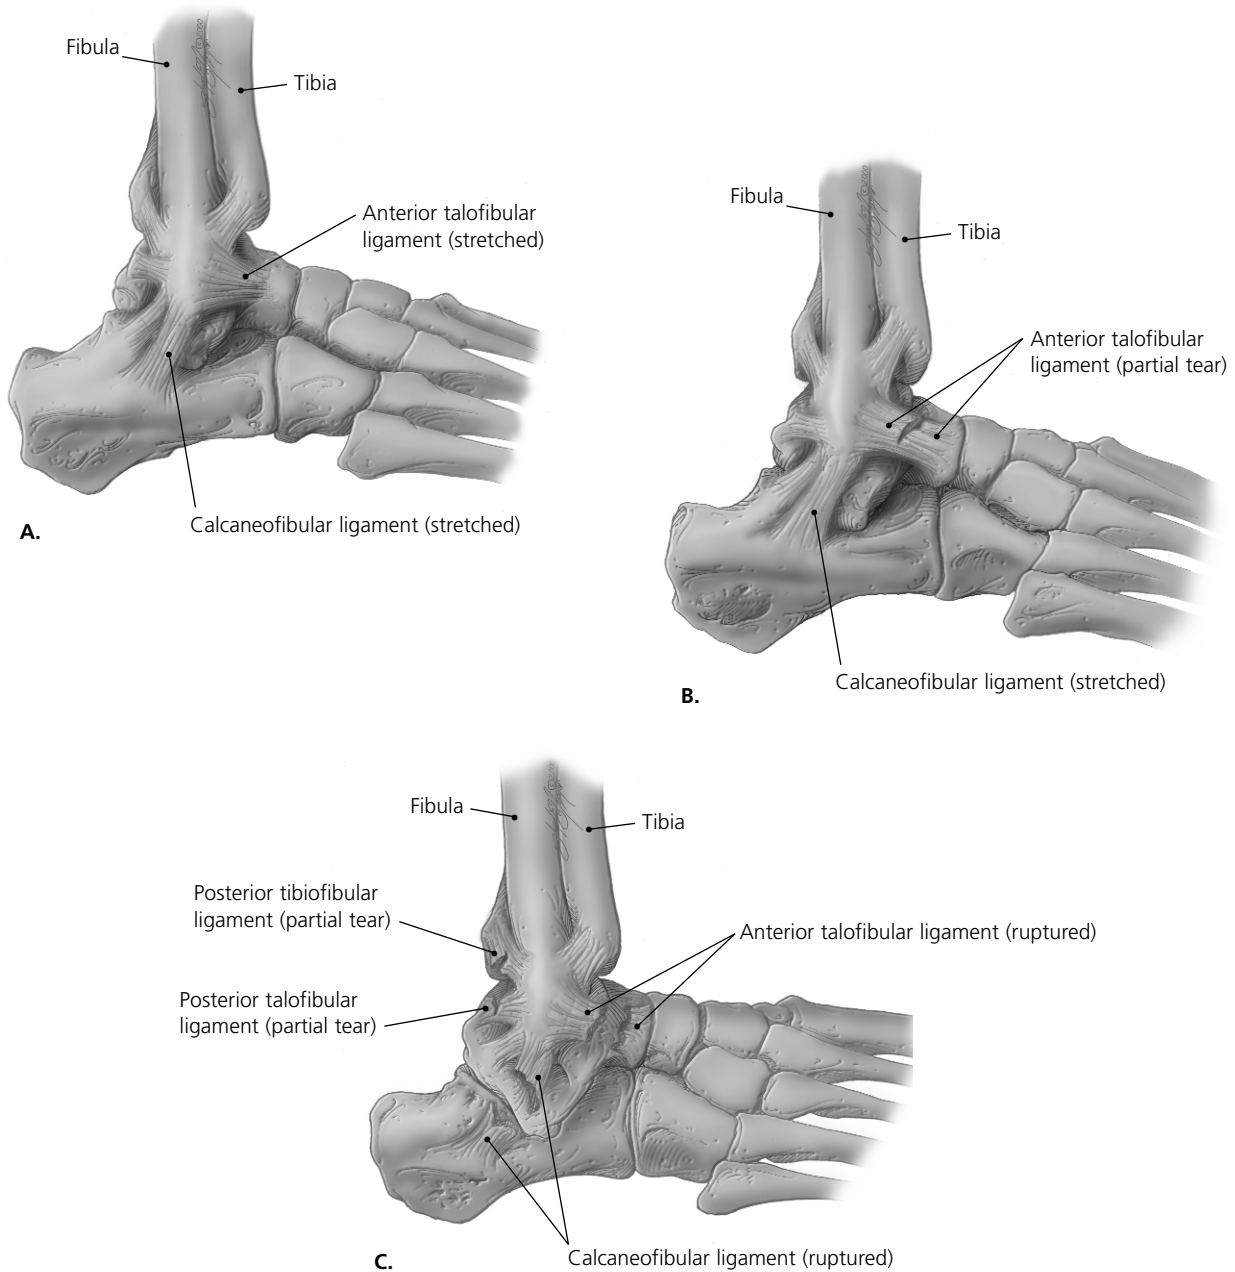 Fibula
Tibia
Anterior talofibular
ligament (stretched)
Calcaneofibular ligament (stretched)
A.
Fibula
Tibia
Anterior talofibular
ligament (partial tear)
Calcaneofibular ligament (stretched)
B.
Fibula
Tibia
Posterior tibiofibular
ligament (partial tear)
Anterior talofibular ligament (ruptured)
Posterior talofibular
ligament (partial tear)
Calcaneofibular ligament (ruptured)
C.